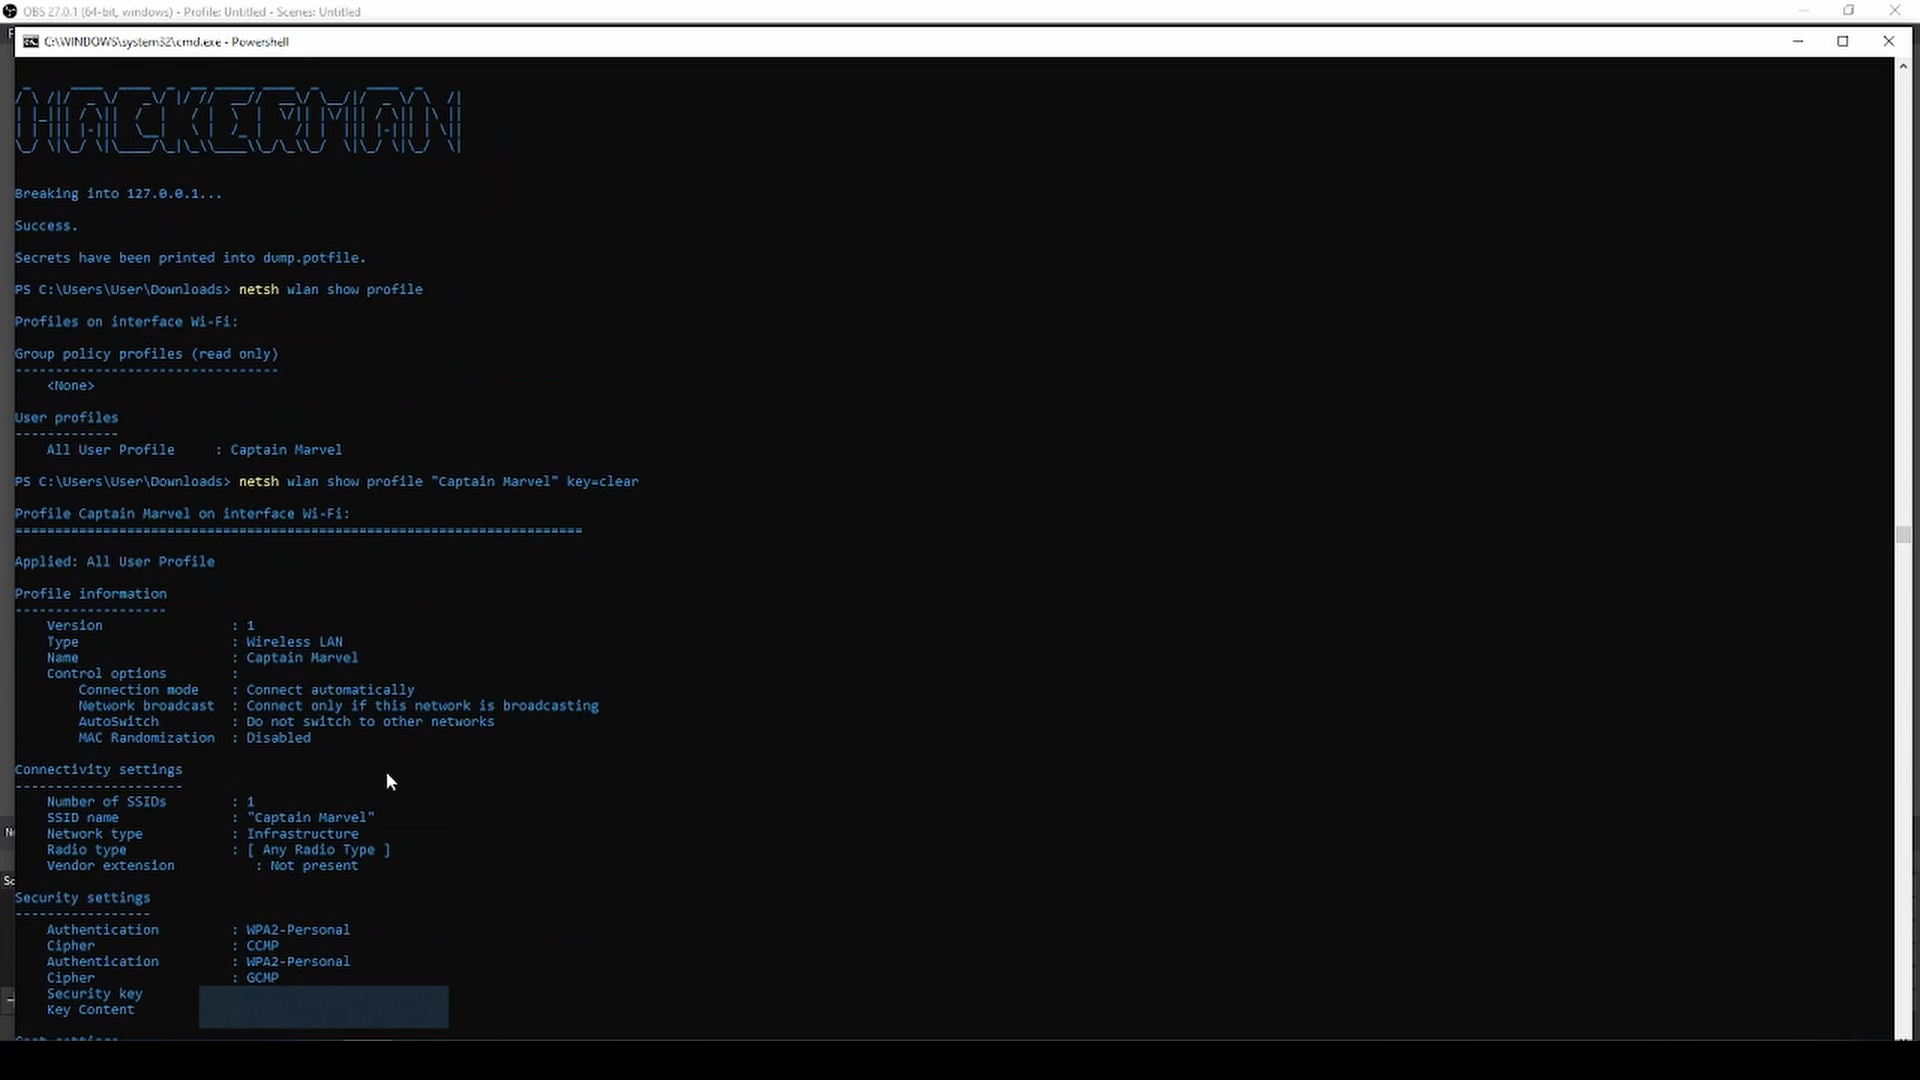 OBS 27.0.1 (64-bit, windows) - Profile: Untitled - Scenes: Untitled
C:\WINDOWS\system32\cmd.exe - Powershell
HACKERMAN
Breaking into 127.0.0.1...
Success.
Secrets have been printed into dump.potfile.
PS C:\Users\User\Downloads> netsh wlan show profile
Profiles on interface Wi-Fi:
Group policy profiles (read only)
---------------------------------
<None>
User profiles
-------------
All User Profile     : Captain Marvel
PS C:\Users\User\Downloads> netsh wlan show profile "Captain Marvel" key=clear
Profile Captain Marvel on interface Wi-Fi:
=======================================================================
Applied: All User Profile
Profile information
-------------------
Version                : 1
Type                   : Wireless LAN
Name                   : Captain Marvel
Control options        :
Connection mode    : Connect automatically
Network broadcast  : Connect only if this network is broadcasting
AutoSwitch         : Do not switch to other networks
MAC Randomization  : Disabled
Connectivity settings
---------------------
Number of SSIDs        : 1
SSID name              : "Captain Marvel"
Network type           : Infrastructure
Radio type             : [ Any Radio Type ]
Vendor extension          : Not present
Security settings
-----------------
Authentication         : WPA2-Personal
Cipher                 : CCMP
Authentication         : WPA2-Personal
Cipher                 : GCMP
Security key
Key Content